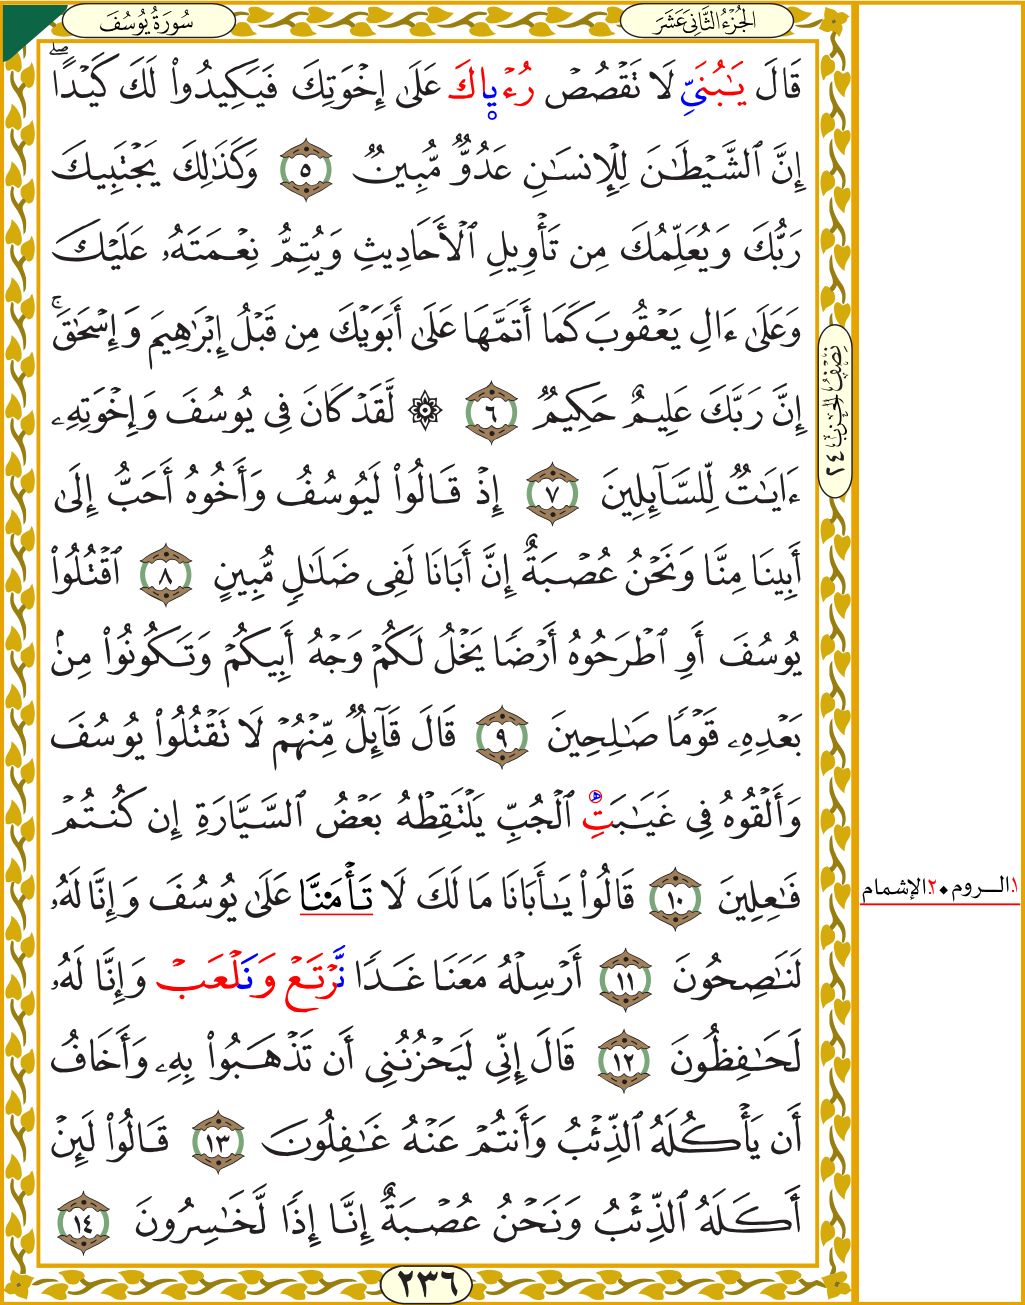 سُورَةُ يُوسُفَ
الجُزْءُ الثَّانِي عَشَرَ
قَالَ يَٰبُنَيِّ لَا تَقْصُصْ رُءْيٜاكَ عَلَىٰٓ إِخْوَتِكَ فَيَكِيدُوا۟ لَكَ كَيْدًاۖ
إِنَّ ٱلشَّيْطَٰنَ لِلْإِنسَٰنِ عَدُوٌّ مُّبِينٌ ٥ وَكَذَٰلِكَ يَجْتَبِيكَ
رَبُّكَ وَيُعَلِّمُكَ مِن تَأْوِيلِ ٱلْأَحَادِيثِ وَيُتِمُّ نِعْمَتَهُۥ عَلَيْكَ
وَعَلَىٰٓ ءَالِ يَعْقُوبَ كَمَآ أَتَمَّهَا عَلَىٰٓ أَبَوَيْكَ مِن قَبْلُ إِبْرَٰهِيمَ وَإِسْحَٰقَۚ
إِنَّ رَبَّكَ عَلِيمٌ حَكِيمٌ ٦ ۞ لَّقَدْ كَانَ فِى يُوسُفَ وَإِخْوَتِهِۦٓ
ءَايَٰتٌ لِّلسَّآئِلِينَ ٧ إِذْ قَالُوا۟ لَيُوسُفُ وَأَخُوهُ أَحَبُّ إِلَىٰٓ
أَبِينَا مِنَّا وَنَحْنُ عُصْبَةٌ إِنَّ أَبَانَا لَفِى ضَلَٰلٍ مُّبِينٍ ٨ ٱقْتُلُوا۟
يُوسُفَ أَوِ ٱطْرَحُوهُ أَرْضًا يَخْلُ لَكُمْ وَجْهُ أَبِيكُمْ وَتَكُونُوا۟ مِنۢ
بَعْدِهِۦ قَوْمًا صَٰلِحِينَ ٩ قَالَ قَآئِلٌ مِّنْهُمْ لَا تَقْتُلُوا۟ يُوسُفَ
وَأَلْقُوهُ فِى غَيَٰبَتِ ٱلْجُبِّ يَلْتَقِطْهُ بَعْضُ ٱلسَّيَّارَةِ إِن كُنتُمْ
فَٰعِلِينَ ١٠ قَالُوا۟ يَٰٓأَبَانَا مَا لَكَ لَا تَأْمَ۫نَّا عَلَىٰ يُوسُفَ وَإِنَّا لَهُۥ
لَنَٰصِحُونَ ١١ أَرْسِلْهُ مَعَنَا غَدًا نَّرْتَعْ وَنَلْعَبْ وَإِنَّا لَهُۥ
لَحَٰفِظُونَ ١٢ قَالَ إِنِّى لَيَحْزُنُنِىٓ أَن تَذْهَبُوا۟ بِهِۦ وَأَخَافُ
أَن يَأْكُلَهُ ٱلذِّئْبُ وَأَنتُمْ عَنْهُ غَٰفِلُونَ ١٣ قَالُوا۟ لَئِنْ
أَكَلَهُ ٱلذِّئْبُ وَنَحْنُ عُصْبَةٌ إِنَّآ إِذًا لَّخَٰسِرُونَ ١٤
٢٣٦
نِصْفُ الحِزْبِ ٢٤
١.الروم ٢.الإشمام